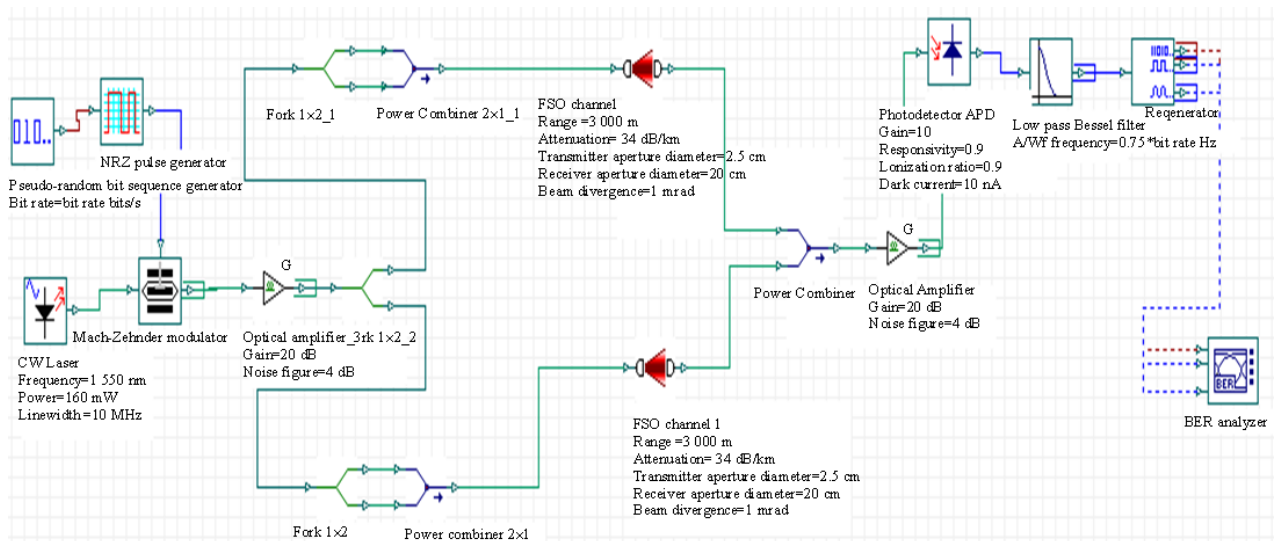 010..
NRZ pulse generator
Pseudo-random bit sequence generator
Bit rate=bit rate bits/s
CW Laser
Frequency=1 550 nm
Power=160 mW
Linewidth=10 MHz
Mach-Zehnder modulator
G
Optical amplifier_3rk 1×2_2
Gain=20 dB
Noise figure=4 dB
Fork 1×2_1
Power Combiner 2×1_1
FSO channel
Range =3 000 m
Attenuation= 34 dB/km
Transmitter aperture diameter=2.5 cm
Receiver aperture diameter=20 cm
Beam divergence=1 mrad
Fork 1×2
Power combiner 2×1
FSO channel 1
Range =3 000 m
Attenuation= 34 dB/km
Transmitter aperture diameter=2.5 cm
Receiver aperture diameter=20 cm
Beam divergence=1 mrad
Power Combiner
G
Optical Amplifier
Gain=20 dB
Noise figure=4 dB
Photodetector APD
Gain=10
Responsivity=0.9
Lonization ratio=0.9
Dark current=10 nA
Low pass Bessel filter
A/Wf frequency=0.75*bit rate Hz
Reqenerator
BER
BER analyzer